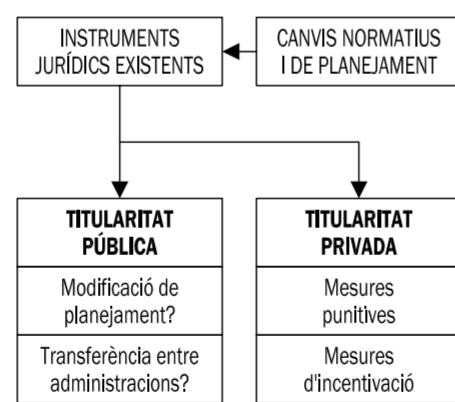 INSTRUMENTS
JURÍDICS EXISTENTS
CANVIS NORMATIUS
I DE PLANEJAMENT
TITULARITAT
PÚBLICA
Modificació de
planejament?
Transferència entre
administracions?
TITULARITAT
PRIVADA
Mesures
punitives
Mesures
d'incentivació